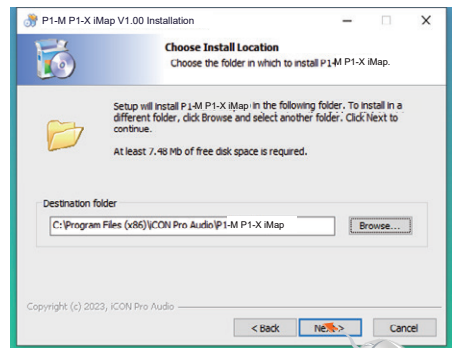 P1-M P1-X iMap V1.00 Installation
Choose Install Location
Choose the folder in which to install P1-M P1-X iMap.
Setup will install P1-M P1-X iMap in the following folder. To install in a
different folder, click Browse and select another folder. Click Next to
continue.
At least 7.48 Mb of free disk space is required.
Destination folder
C:\Program Files (x86)\iCON Pro Audio\P1-M P1-X iMap
Browse...
Copyright (c) 2023, iCON Pro Audio
< Back
Next >
Cancel